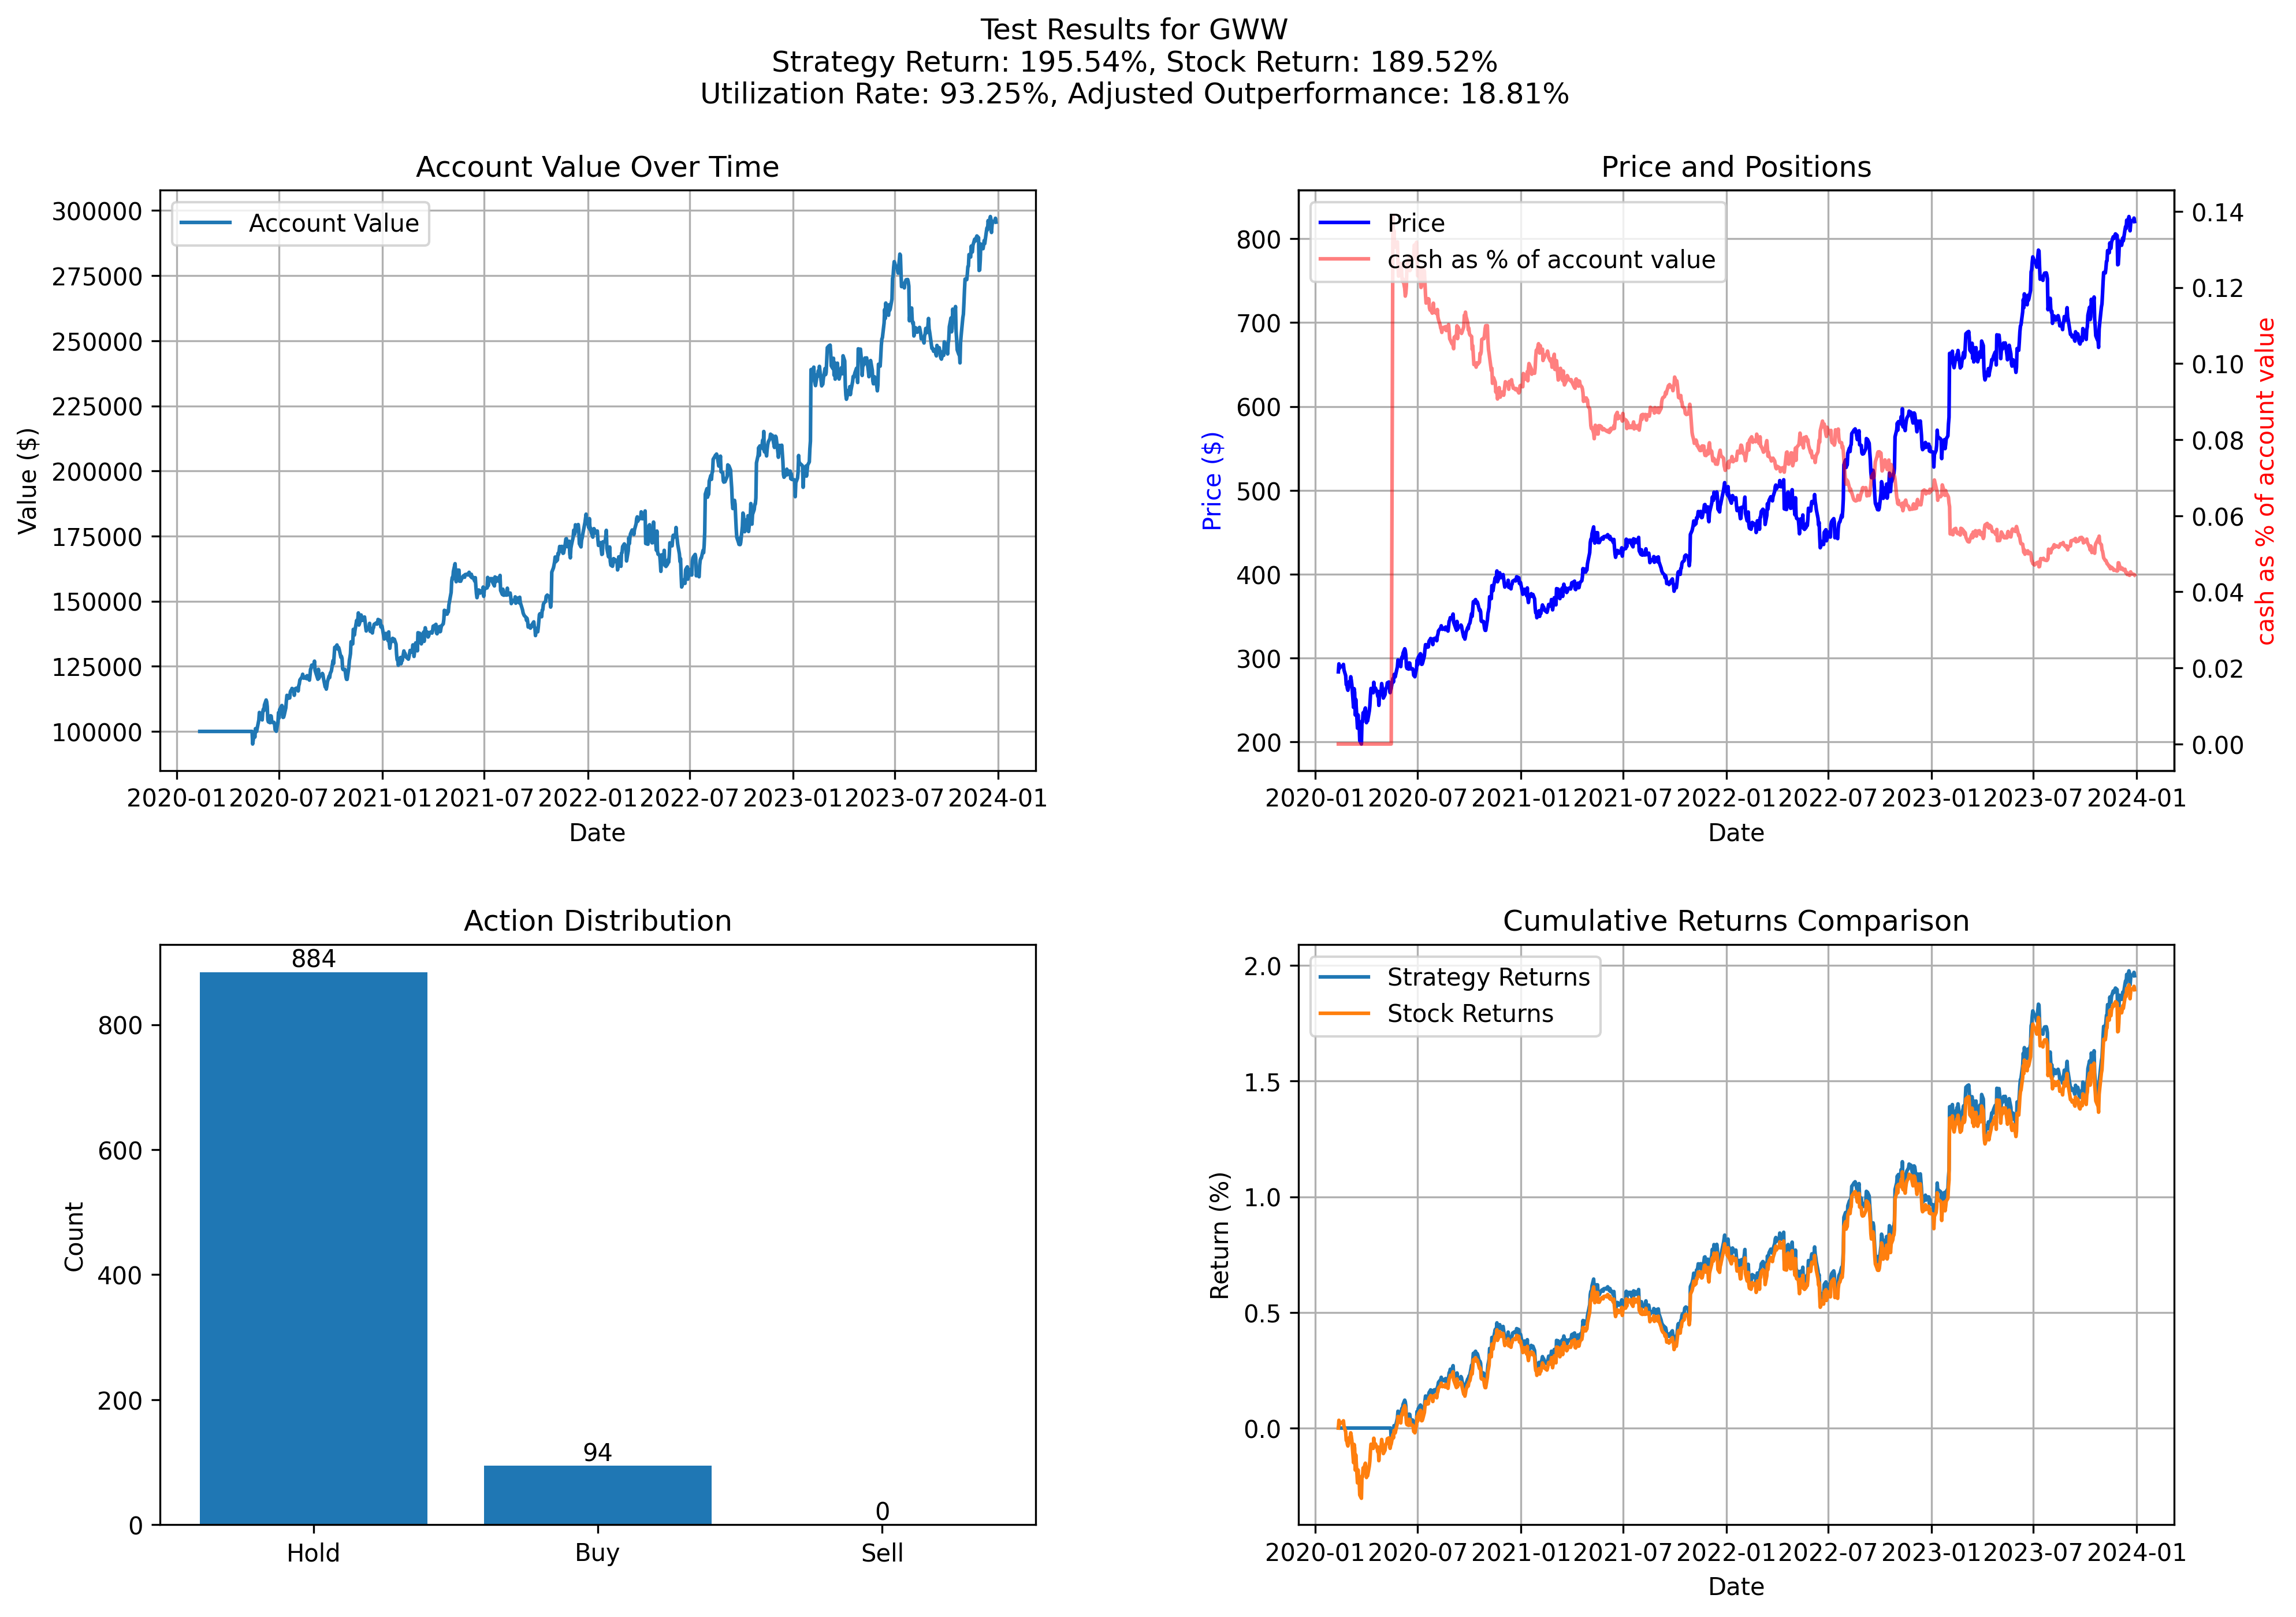 Test Results for GWW
Strategy Return: 195.54%, Stock Return: 189.52%
Utilization Rate: 93.25%, Adjusted Outperformance: 18.81%
Account Value Over Time
Account Value
300000
275000
250000
225000
200000
175000
150000
125000
100000
Value ($)
2020-01 2020-07 2021-01 2021-07 2022-01 2022-07 2023-01 2023-07 2024-01
Date
Price and Positions
Price
cash as % of account value
800
700
600
500
400
300
200
Price ($)
0.14
0.12
0.10
0.08
0.06
0.04
0.02
0.00
cash as % of account value
2020-01 2020-07 2021-01 2021-07 2022-01 2022-07 2023-01 2023-07 2024-01
Date
Action Distribution
884
94
0
800
600
400
200
0
Count
Hold Buy Sell
Cumulative Returns Comparison
Strategy Returns
Stock Returns
2.0
1.5
1.0
0.5
0.0
Return (%)
2020-01 2020-07 2021-01 2021-07 2022-01 2022-07 2023-01 2023-07 2024-01
Date